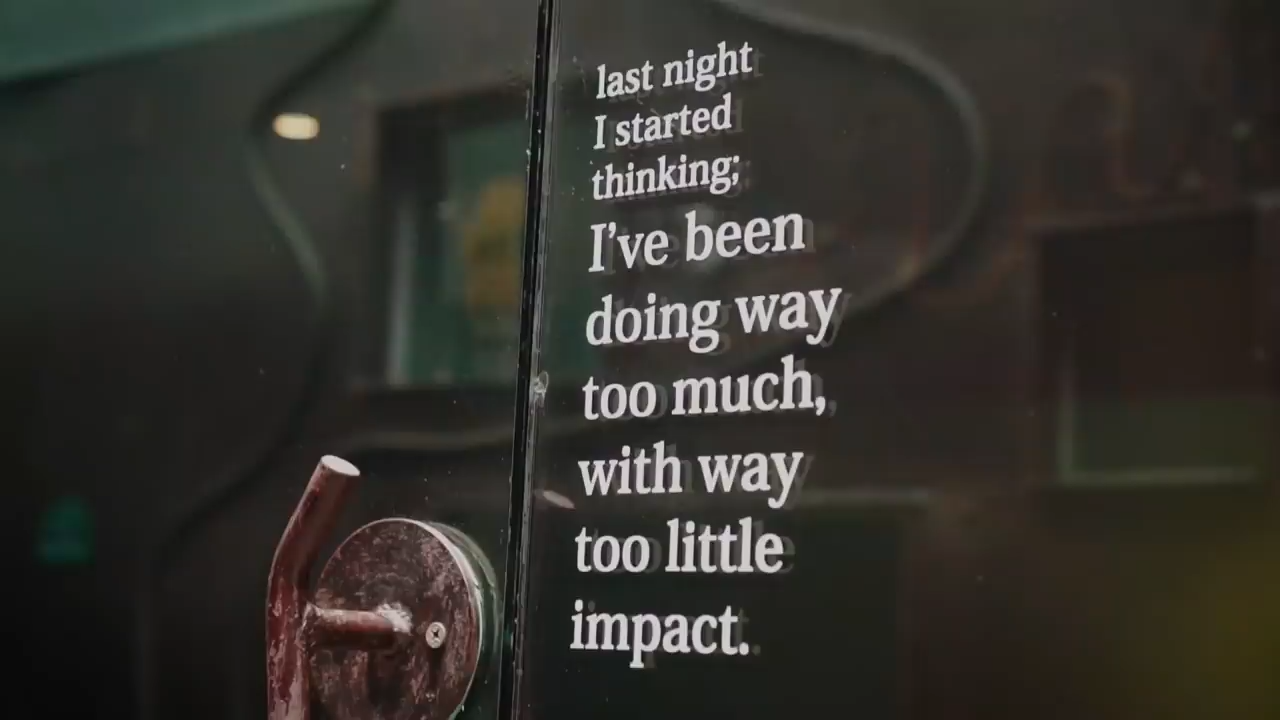 last night
I started
thinking;
I've been
doing way
too much,
with way
too little
impact.